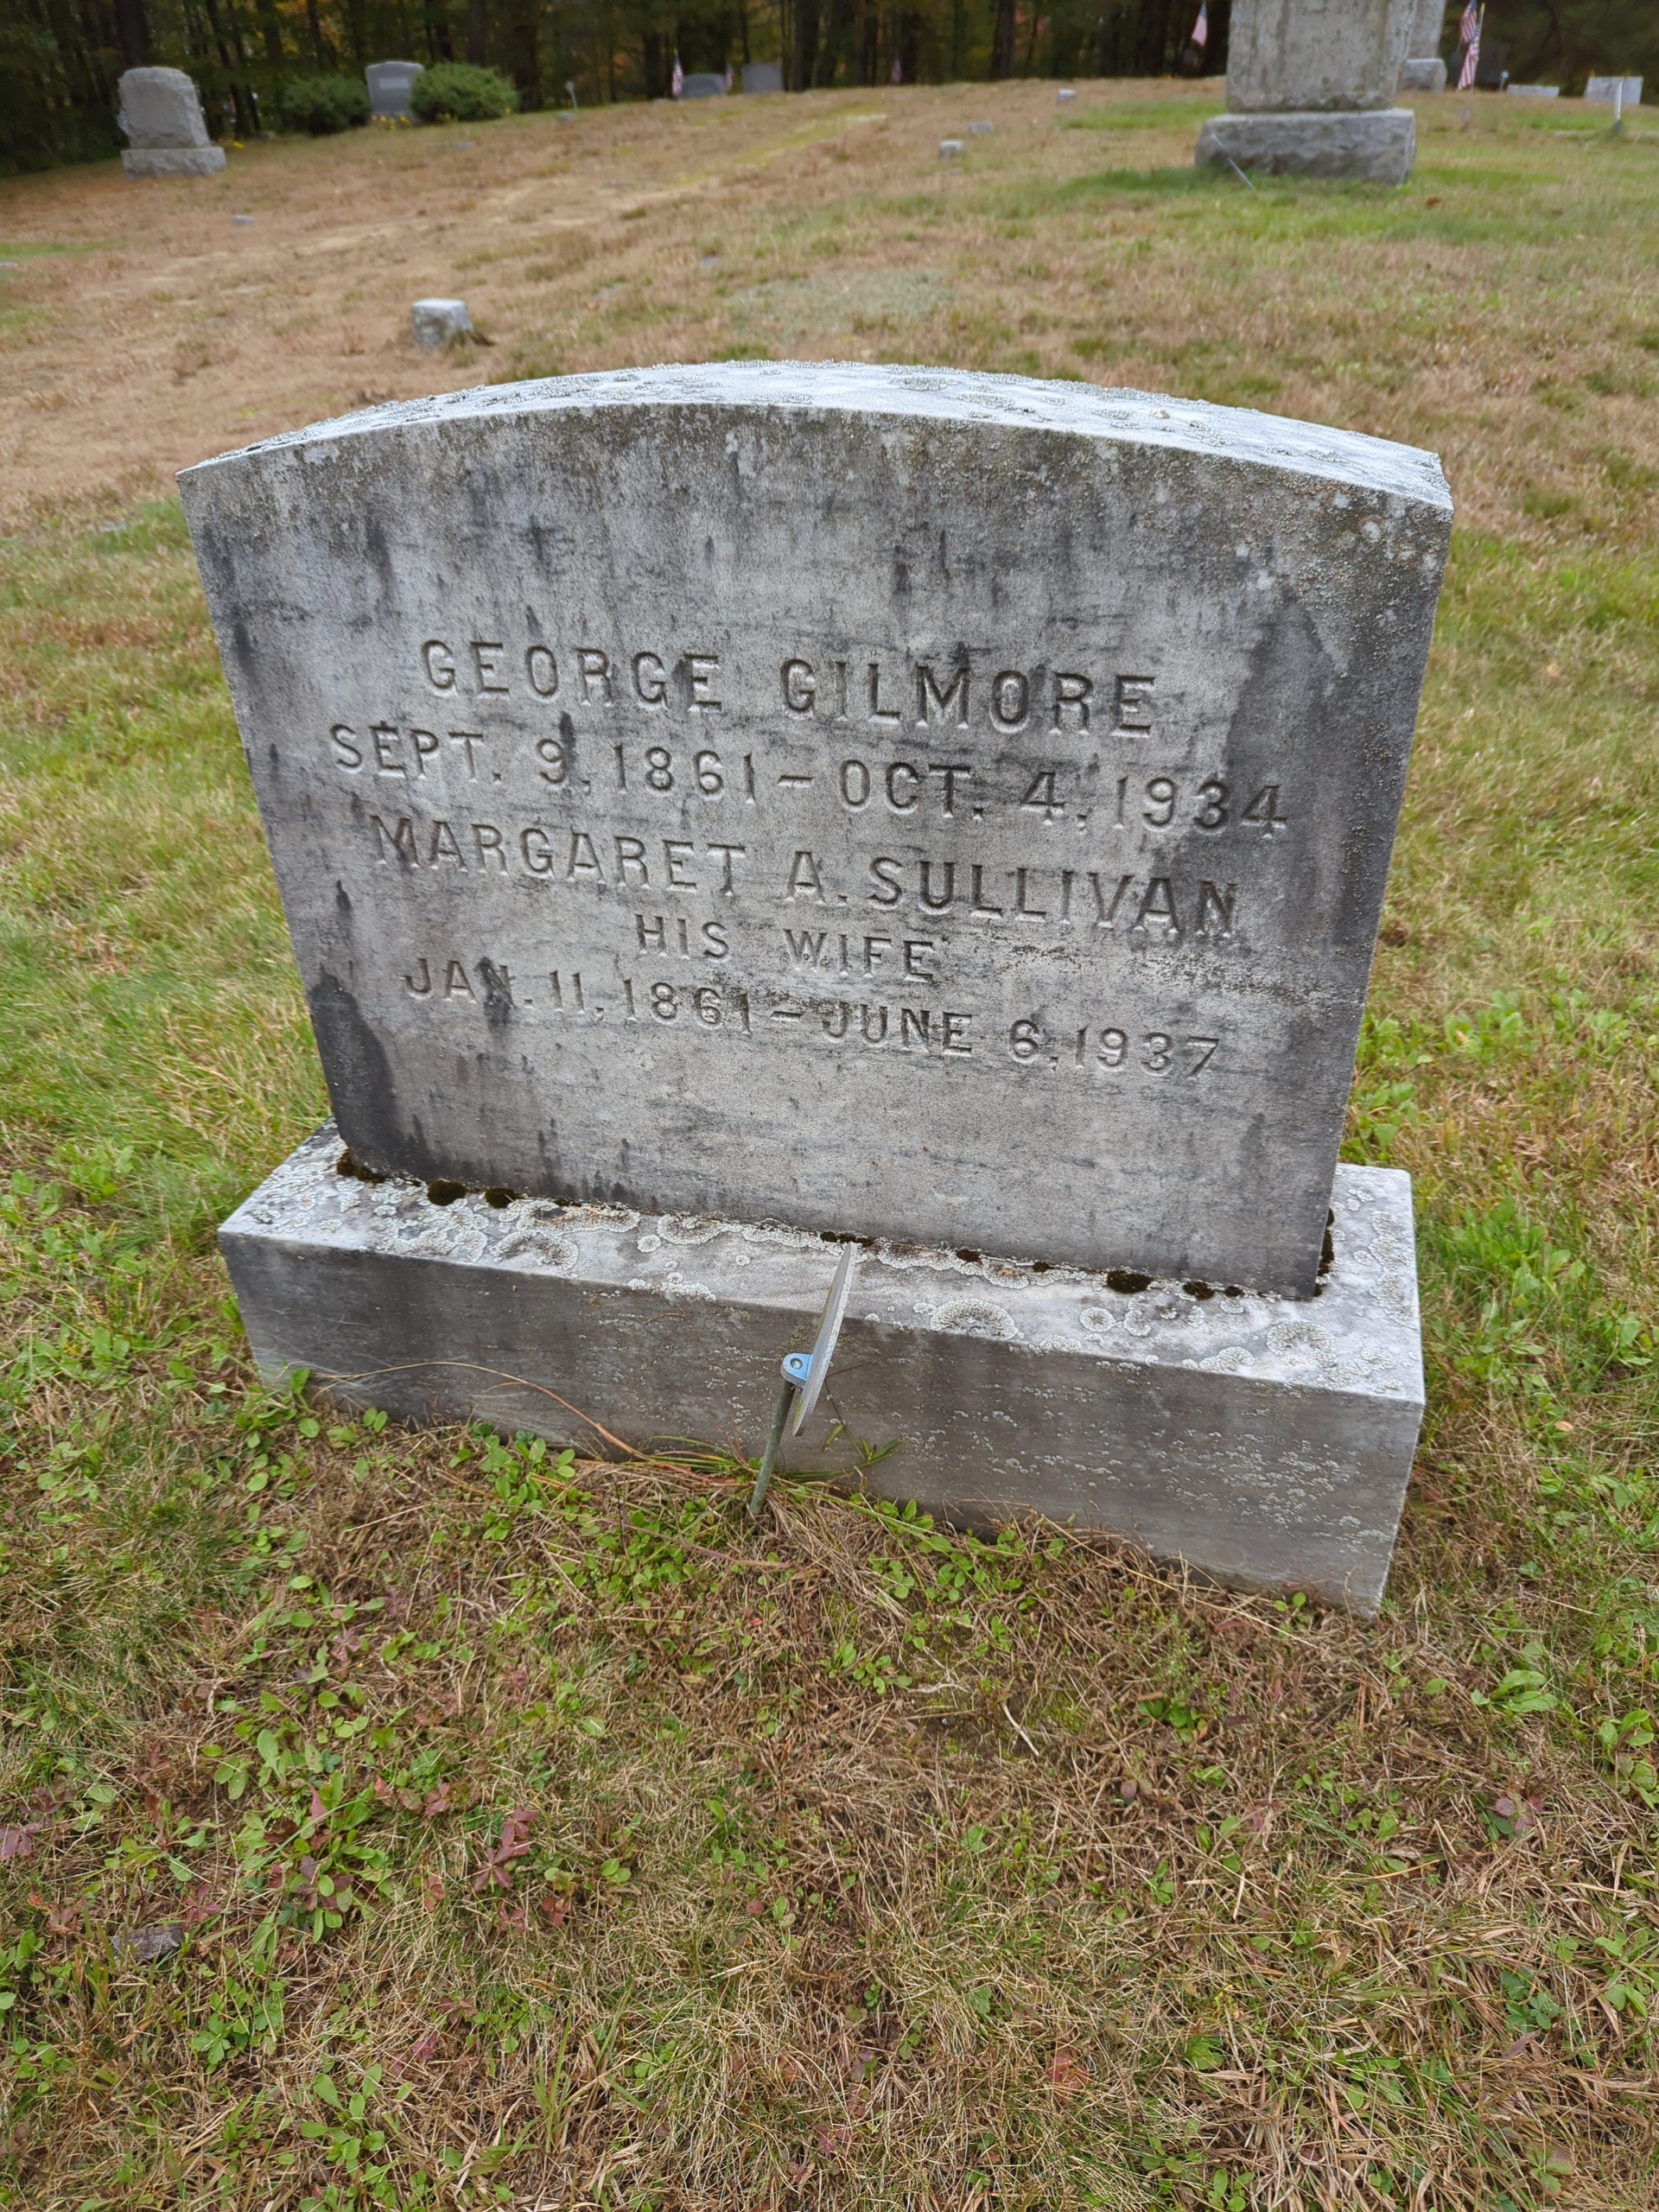 GEORGE GILMORE
SEPT. 9, 1861 – OCT. 4, 1934
MARGARET A. SULLIVAN
HIS WIFE
JAN. 11, 1861 – JUNE 6, 1937